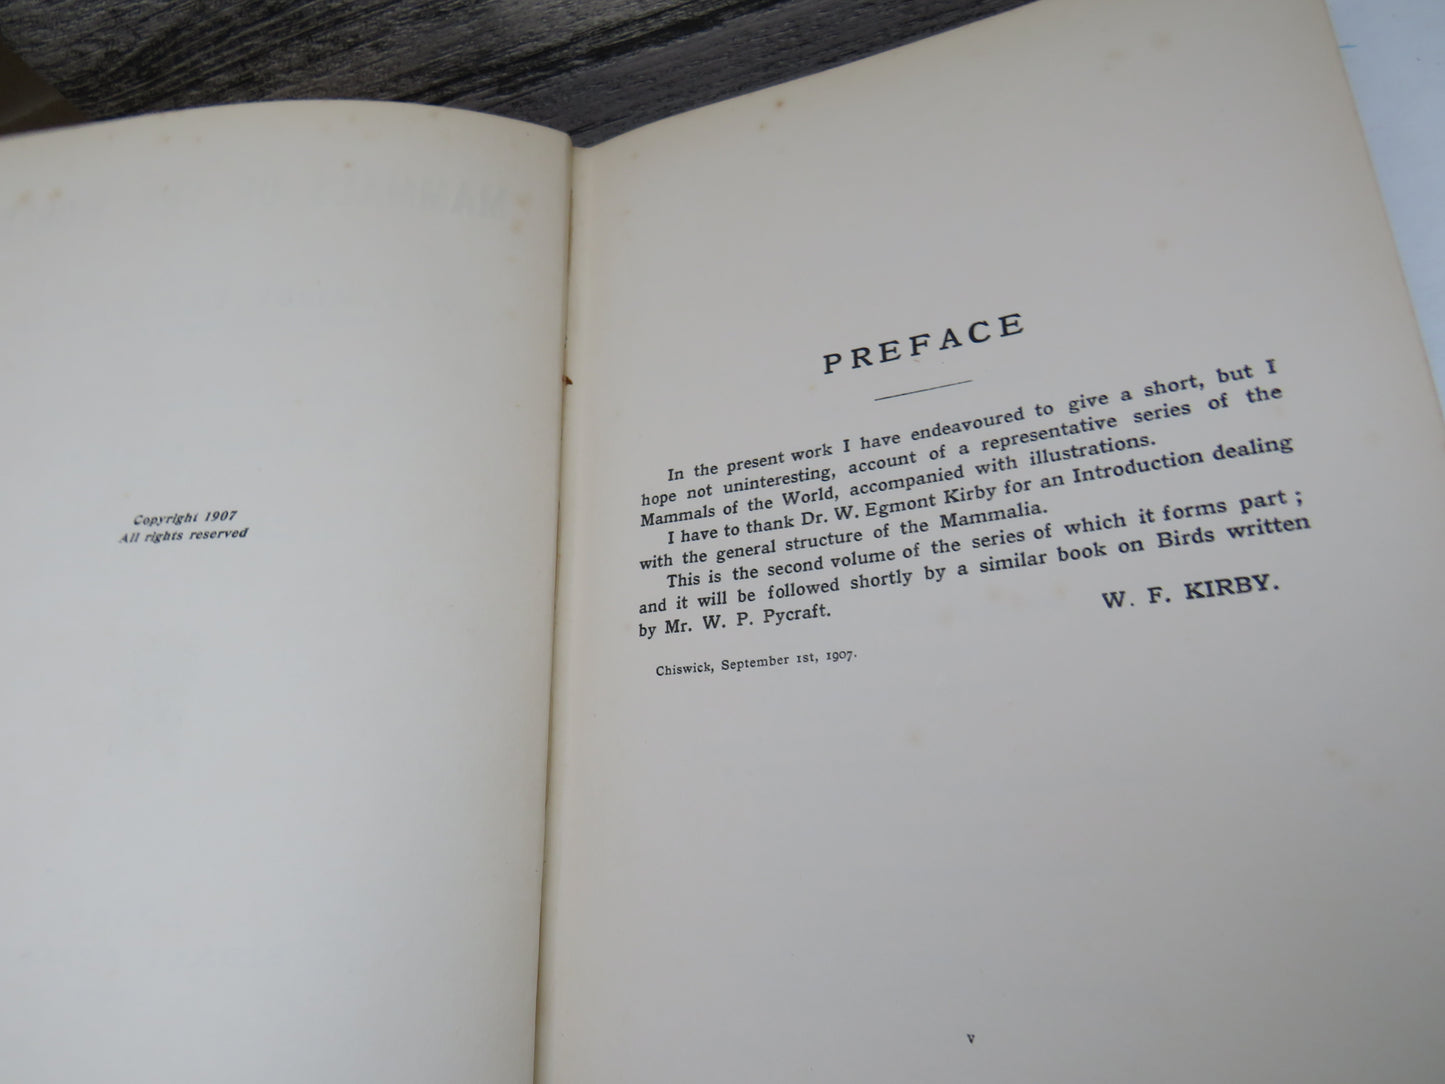 Copyright 1907
All rights reserved
PREFACE
In the present work I have endeavoured to give a short, but I
hope not uninteresting, account of a representative series of the
Mammals of the World, accompanied with illustrations.
I have to thank Dr. W. Egmont Kirby for an Introduction dealing
with the general structure of the Mammalia.
This is the second volume of the series of which it forms part ;
and it will be followed shortly by a similar book on Birds written
by Mr. W. P. Pycraft.
W. F. KIRBY.
Chiswick, September 1st, 1907.
v